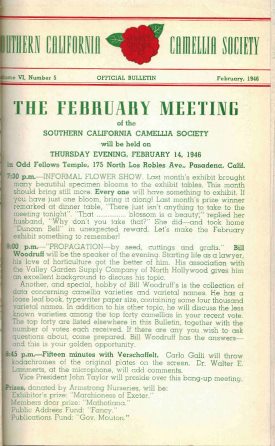 OUTHERN CALIFORNIA CAMELLIA SOCIETY
olume VI, Number 5 OFFICIAL BULLETIN February, 1946
THE FEBRUARY MEETING
of the
SOUTHERN CALIFORNIA CAMELLIA SOCIETY
will be held on
THURSDAY EVENING, FEBRUARY 14, 1946
in Odd Fellows Temple, 175 North Los Robles Ave., Pasadena, Calif.
7:30 p.m.—INFORMAL FLOWER SHOW. Last month's exhibit brought
many beautiful specimen blooms to the exhibit tables. This month
should bring still more. Every one will have something to exhibit. If
you have just one bloom, bring it along! Last month's prize winner
remarked at dinner table, "There just isn't anything to take to the
meeting tonight". "That ........ blossom is a beauty," replied her
husband, "Why don't you take that?" She did—and took home
'Duncan Bell' in unexpected reward. Let's make the February
exhibit something to remember!
8:00 p.m.—"PROPAGATION—by seed, cuttings and grafts." Bill
Woodruff will be the speaker of the evening. Starting life as a lawyer,
his love of horticulture got the better of him. His association with
the Valley Garden Supply Company of North Hollywood gives him
an excellent background to discuss this topic.
Another, and special, hobby of Bill Woodruff's is the collection of
data concerning camellia varieties and varietal names. He has a
loose leaf book, typewriter paper size, containing some four thousand
varietal names. In addition to his other topic, he will discuss the less
known varieties among the top forty camellias in your recent vote.
The top forty are listed elsewhere in this Bulletin, together with the
number of votes each received. If there are any you wish to ask
questions about, come prepared. Bill Woodruff has the answers—
and this is your golden opportunity.
8:45 p.m.—Fifteen minutes with Verschaffelt. Carlo Galli will throw
kodachromes of the original plates on the screen. Dr. Walter E.
Lammerts, at the microphone, will add comments.
Vice President John Taylor will preside over this bang-up meeting.
Prizes, donated by Armstrong Nurseries, will be:
Exhibitor's prize: "Marchioness of Exeter."
Members door prize: "Mathotiana."
Public Address Fund: "Fancy."
Publications Fund: "Gov. Mouton."